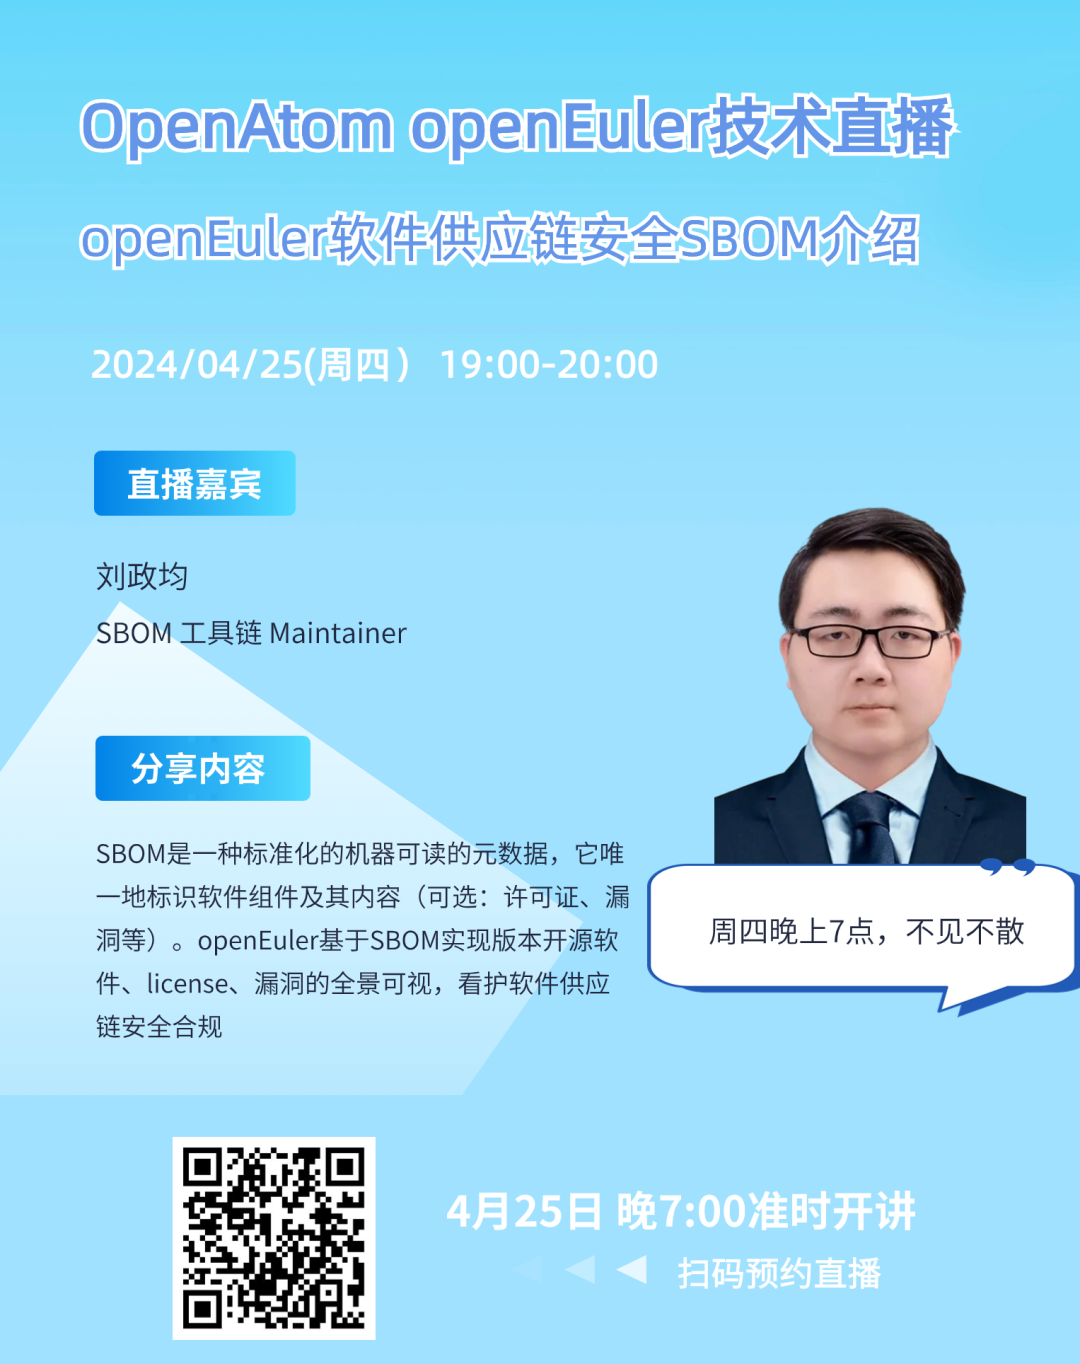 OpenAtom openEuler技术直播
openEuler软件供应链安全SBOM介绍
2024/04/25(周四） 19:00-20:00
直播嘉宾
刘政均
SBOM 工具链 Maintainer
分享内容
SBOM是一种标准化的机器可读的元数据，它唯
一地标识软件组件及其内容（可选：许可证、漏
洞等）。openEuler基于SBOM实现版本开源软
件、license、漏洞的全景可视，看护软件供应
链安全合规
周四晚上7点，不见不散
4月25日 晚7:00准时开讲
扫码预约直播